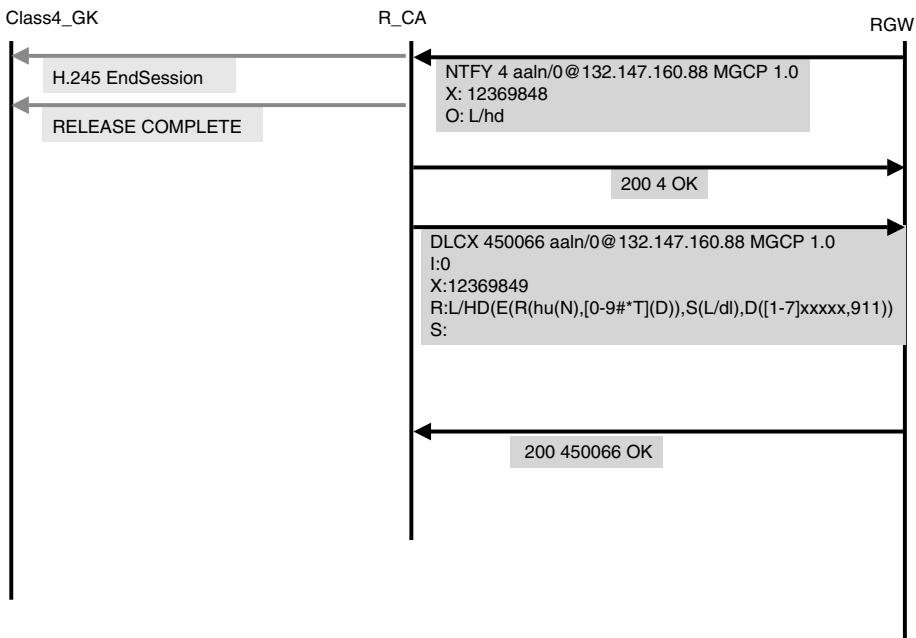 Class4_GK
R_CA
RGW
H.245 EndSession
NTFY 4 aaln/0@132.147.160.88 MGCP 1.0
X: 12369848
O: L/hd
RELEASE COMPLETE
200 4 OK
DLCX 450066 aaln/0@132.147.160.88 MGCP 1.0
I:0
X:12369849
R:L/HD(E(R(hu(N),[0-9#*T](D)),S(L/dl),D([1-7]xxxxx,911))
S:
200 450066 OK